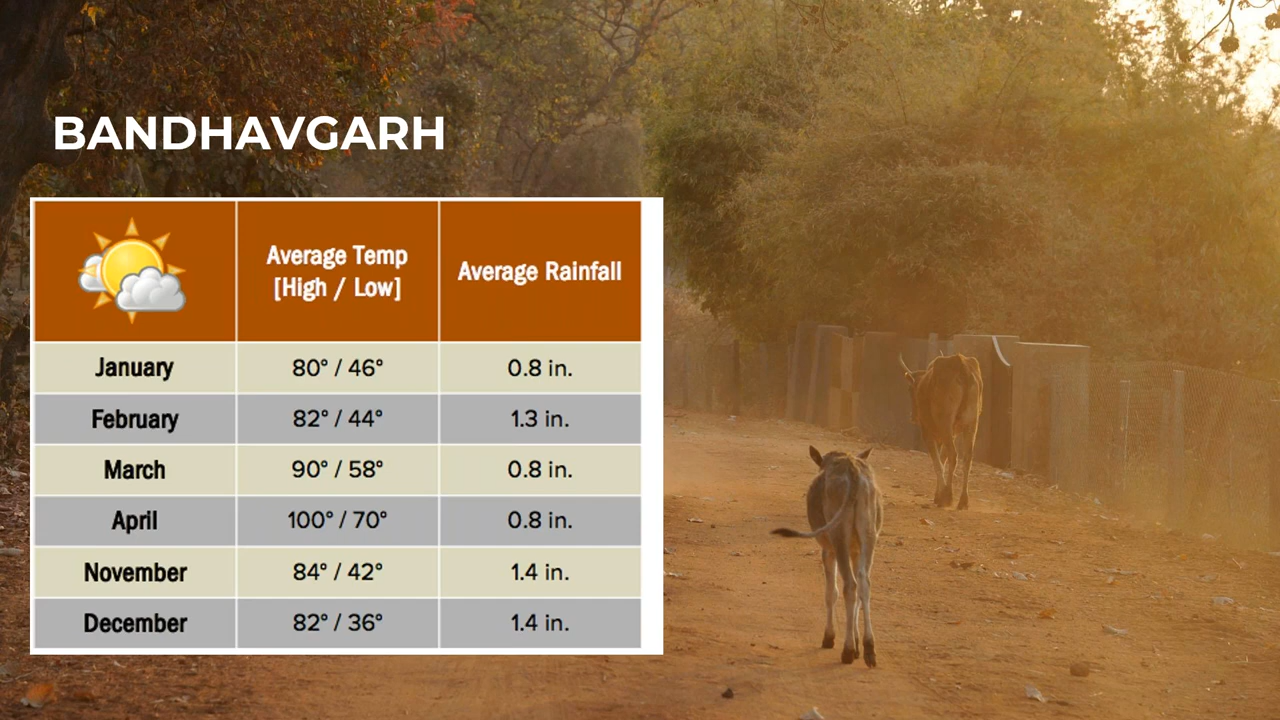 BANDHAVGARH
Average Temp
[High / Low]
Average Rainfall
January 80° / 46° 0.8 in.
February 82° / 44° 1.3 in.
March 90° / 58° 0.8 in.
April 100° / 70° 0.8 in.
November 84° / 42° 1.4 in.
December 82° / 36° 1.4 in.